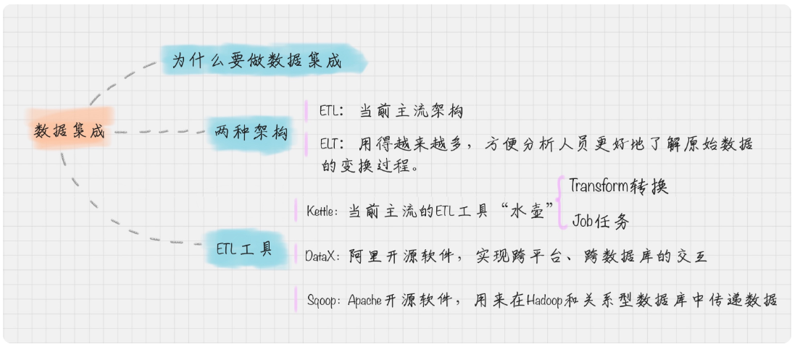 为什么要做数据集成
数据集成
两种架构
ETL：当前主流架构
ELT：用得越来越多，方便分析人员更好地了解原始数据
的变换过程。
ETL工具
Kettle：当前主流的ETL工具“水壶”
Transform转换
Job任务
DataX：阿里开源软件，实现跨平台、跨数据库的交互
Sqoop：Apache开源软件，用来在Hadoop和关系型数据库中传递数据